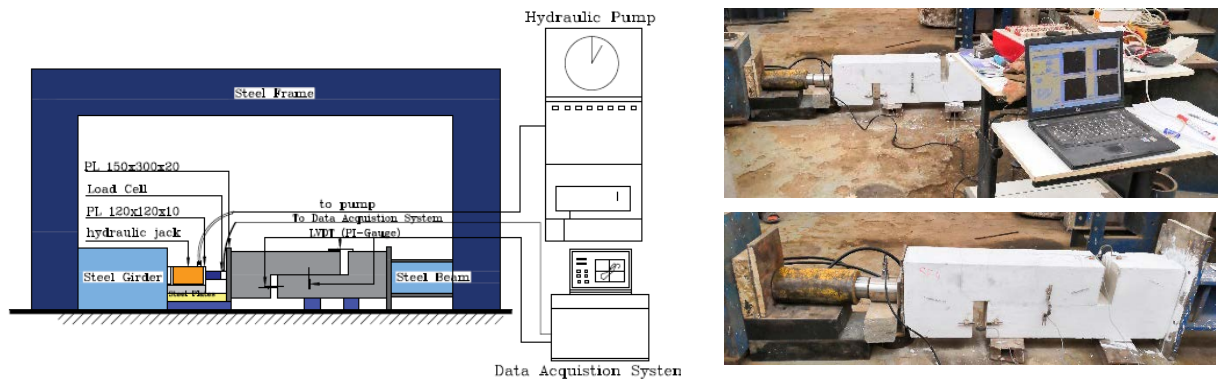 Hydraulic Pump
Steel Frame
PL 150x300x20
Load Cell
PL 120x120x10
hydraulic jack
to pump
To Data Acqustion System
LVDT (PI-Gauge)
Steel Girder
Steel Plates
Steel Beam
Data Acquistion System